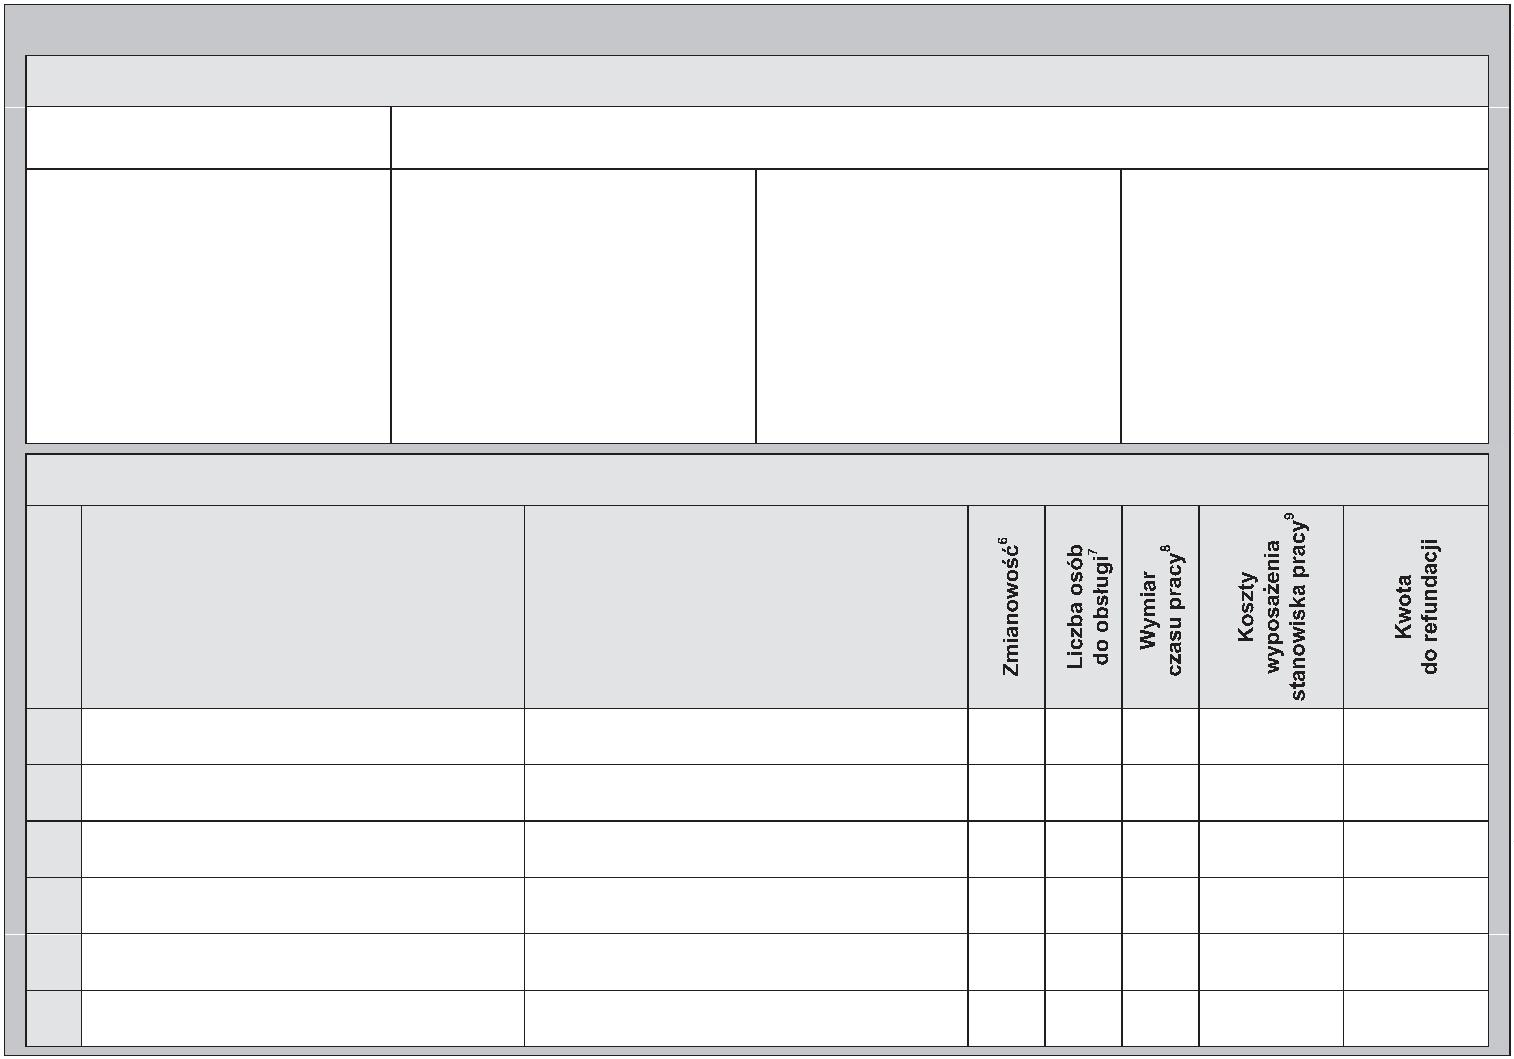 Zmianowość⁶
Liczba osób
do obsługi⁷
Wymiar
czasu pracy⁸
Koszty
wyposażenia
stanowiska pracy⁹
Kwota
do refundacji